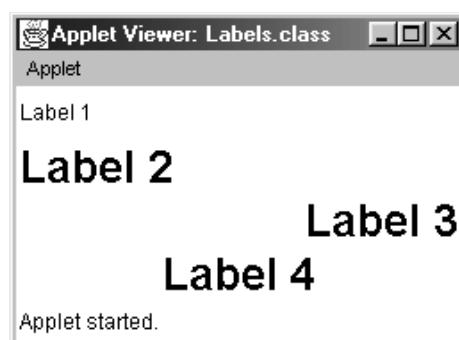 Applet Viewer: Labels.class
Applet
Label 1
Label 2
Label 3
Label 4
Applet started.